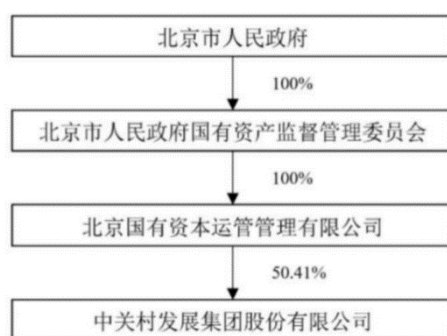 北京市人民政府
100%
北京市人民政府国有资产监督管理委员会
100%
北京国有资本运营管理有限公司
50.41%
中关村发展集团股份有限公司